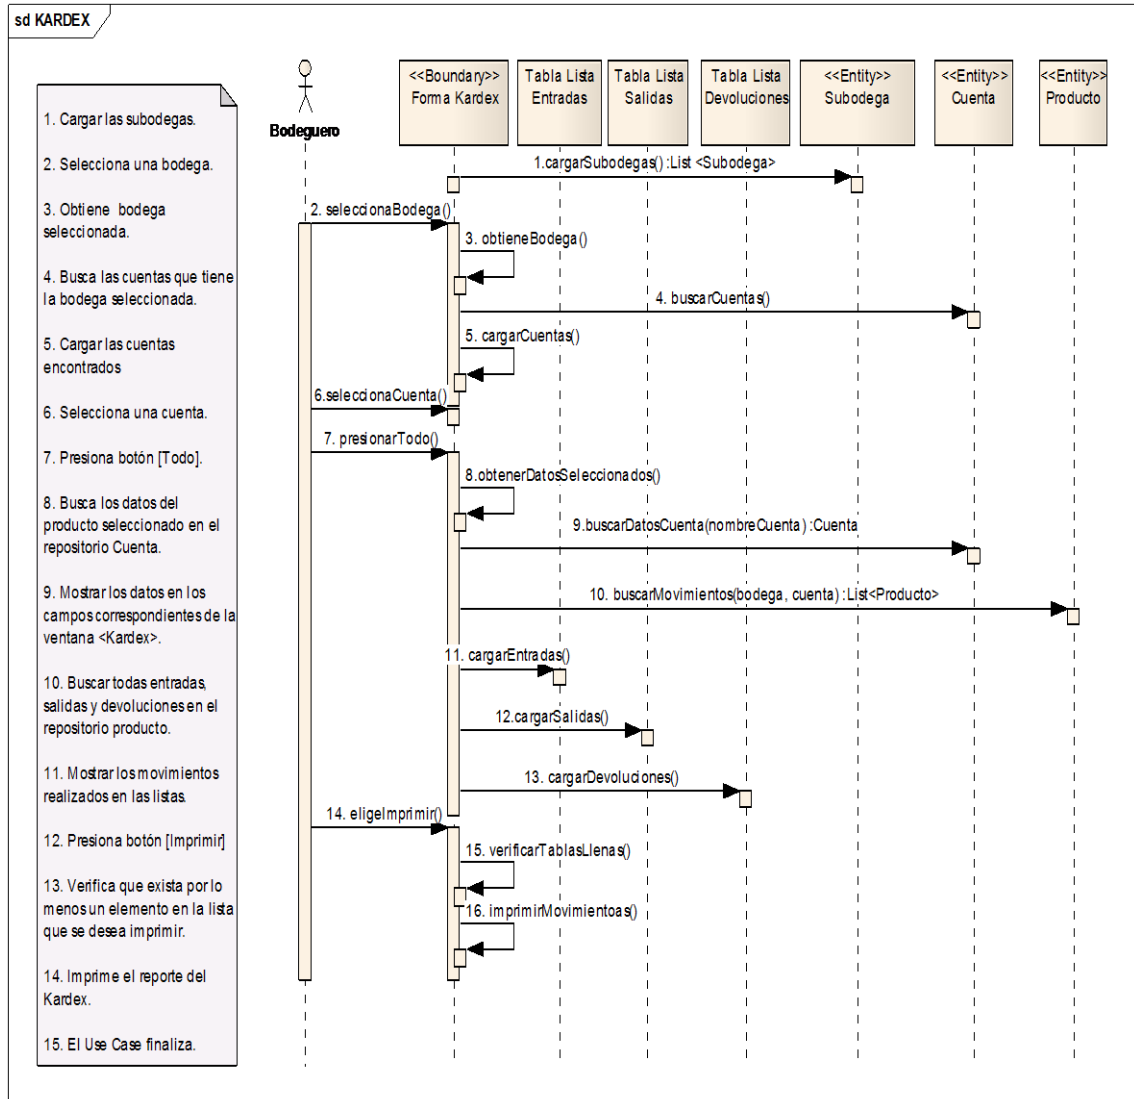 sd KARDEX
1. Cargar las subodegas.
2. Selecciona una bodega.
3. Obtiene bodega
seleccionada.
4. Busca las cuentas que tiene
la bodega seleccionada.
5. Cargar las cuentas
encontrados
6. Selecciona una cuenta.
7. Presiona botón [Todo].
8. Busca los datos del
producto seleccionado en el
repositorio Cuenta.
9. Mostrar los datos en los
campos correspondientes de la
ventana <Kardex>.
10. Buscar todas entradas,
salidas y devoluciones en el
repositorio producto.
11. Mostrar los movimientos
realizados en las listas.
12. Presiona botón [Imprimir]
13. Verifica que exista por lo
menos un elemento en la lista
que se desea imprimir.
14. Imprime el reporte del
Kardex.
15. El Use Case finaliza.
Bodeguero
<<Boundary>>
Forma Kardex
Tabla Lista
Entradas
Tabla Lista
Salidas
Tabla Lista
Devoluciones
<<Entity>>
Subodega
<<Entity>>
Cuenta
<<Entity>>
Producto
1.cargarSubodegas() :List <Subodega>
2. seleccionaBodega()
3. obtieneBodega()
4. buscarCuentas()
5. cargarCuentas()
6.seleccionaCuenta()
7. presionarTodo()
8.obtenerDatosSeleccionados()
9.buscarDatosCuenta(nombreCuenta) :Cuenta
10. buscarMovimientos(bodega, cuenta) : List<Producto>
11. cargarEntradas()
12.cargarSalidas()
13. cargarDevoluciones()
14. eligeImprimir()
15. verificarTablasLlenas()
16. imprimirMovimientoas()